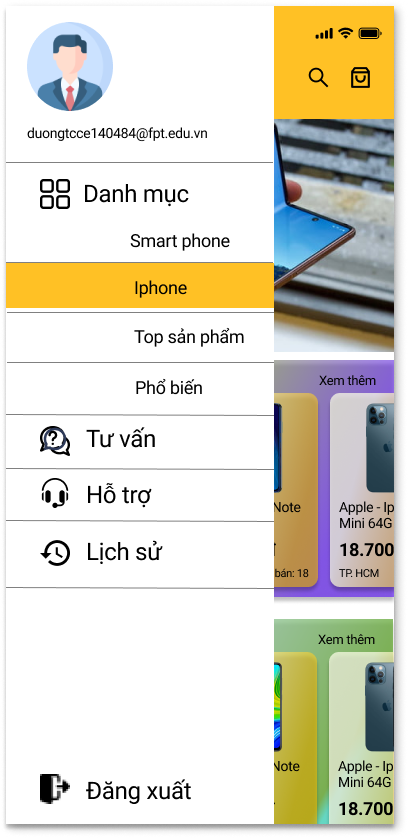 duongtcce140484@fpt.edu.vn
Danh mục
Smart phone
Iphone
Top sản phẩm
Phổ biến
Tư vấn
Hỗ trợ
Lịch sử
Đăng xuất
Xem thêm
Note
bán: 18
Apple - Ip
Mini 64G
18.700
TP. HCM
Xem thêm
Note
Apple - Ip
Mini 64G
18.700